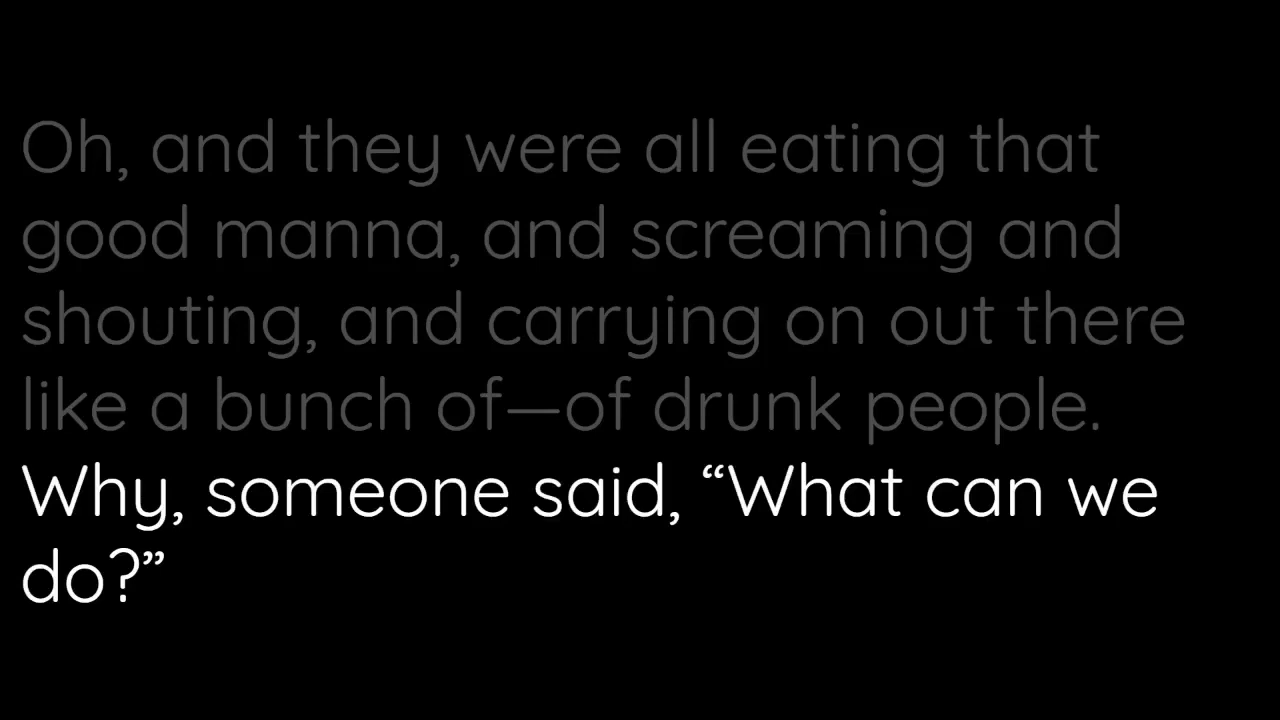 Oh, and they were all eating that
good manna, and screaming and
shouting, and carrying on out there
like a bunch of—of drunk people.
Why, someone said, “What can we
do?”